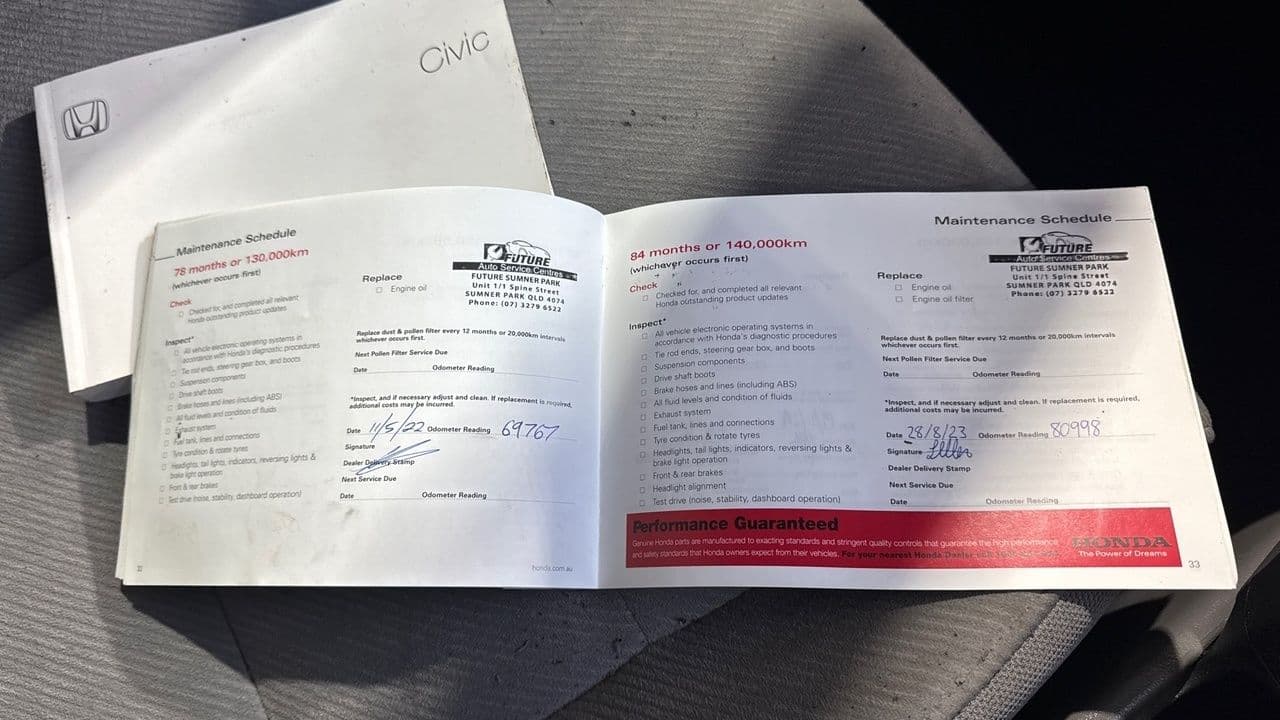 Civic
Maintenance Schedule
78 months or 130,000km
(whichever occurs first)
Check
□ Checked for, and completed all relevant
Honda outstanding product updates
Inspect*
□ All vehicle electronic operating systems in
accordance with Honda's diagnostic procedures
□ Tie rod ends, steering gear box, and boots
□ Suspension components
□ Drive shaft boots
□ Brake hoses and lines (including ABS)
□ All fluid levels and condition of fluids
□ Exhaust system
□ Fuel tank, lines and connections
□ Tyre condition & rotate tyres
□ Headlights, tail lights, indicators, reversing lights &
brake light operation
□ Front & rear brakes
□ Test drive (noise, stability, dashboard operation)
FUTURE
Auto Service Centres
FUTURE SUMNER PARK
Unit 1/1 Spine Street
SUMNER PARK QLD 4074
Phone: (07) 3279 6522
Replace
□ Engine oil
Replace dust & pollen filter every 12 months or 20,000km intervals
whichever occurs first.
Next Pollen Filter Service Due
Date Odometer Reading
*Inspect, and if necessary adjust and clean. If replacement is required,
additional costs may be incurred.
Date 11/5/22 Odometer Reading 69767
Signature
Dealer Delivery Stamp
Next Service Due
Date Odometer Reading
honda.com.au
Maintenance Schedule
84 months or 140,000km
(whichever occurs first)
Check
□ Checked for, and completed all relevant
Honda outstanding product updates
Inspect*
□ All vehicle electronic operating systems in
accordance with Honda's diagnostic procedures
□ Tie rod ends, steering gear box, and boots
□ Suspension components
□ Drive shaft boots
□ Brake hoses and lines (including ABS)
□ All fluid levels and condition of fluids
□ Exhaust system
□ Fuel tank, lines and connections
□ Tyre condition & rotate tyres
□ Headlights, tail lights, indicators, reversing lights &
brake light operation
□ Front & rear brakes
□ Headlight alignment
□ Test drive (noise, stability, dashboard operation)
FUTURE
Auto Service Centres
FUTURE SUMNER PARK
Unit 1/1 Spine Street
SUMNER PARK QLD 4074
Phone: (07) 3279 6522
Replace
□ Engine oil
□ Engine oil filter
Replace dust & pollen filter every 12 months or 20,000km intervals
whichever occurs first.
Next Pollen Filter Service Due
Date Odometer Reading
*Inspect, and if necessary adjust and clean. If replacement is required,
additional costs may be incurred.
Date 28/8/23 Odometer Reading 80998
Signature
Dealer Delivery Stamp
Next Service Due
Date Odometer Reading
Performance Guaranteed
Genuine Honda parts are manufactured to exacting standards and stringent quality controls that guarantee the high performance
and safety standards that Honda owners expect from their vehicles. For your nearest Honda Dealer call
HONDA
The Power of Dreams
33